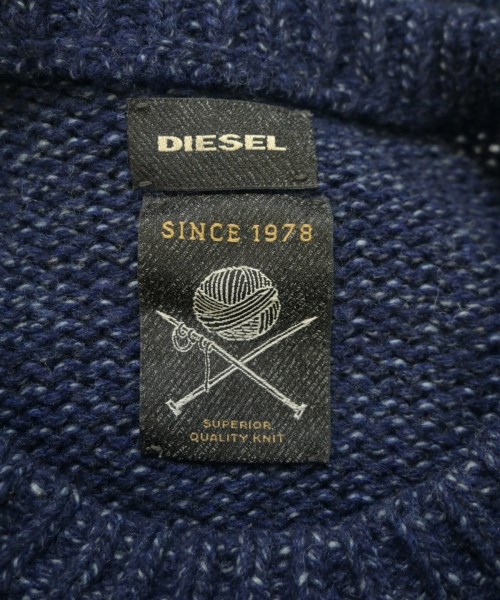 DIESEL
SINCE 1978
SUPERIOR
QUALITY KNIT